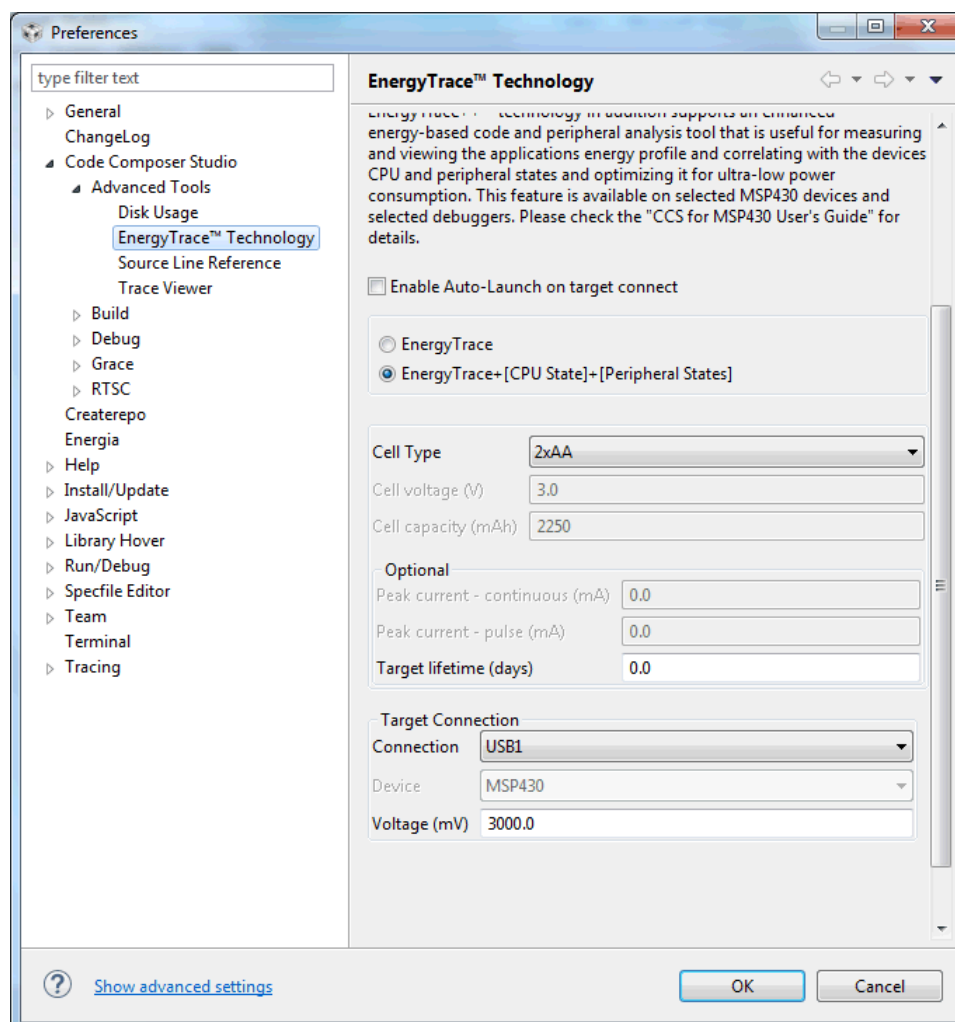 Preferences
type filter text
General
ChangeLog
Code Composer Studio
Advanced Tools
Disk Usage
EnergyTrace™ Technology
Source Line Reference
Trace Viewer
Build
Debug
Grace
RTSC
Createrepo
Energia
Help
Install/Update
JavaScript
Library Hover
Run/Debug
Specfile Editor
Team
Terminal
Tracing
EnergyTrace™ Technology
technology in addition supports an enhanced
energy-based code and peripheral analysis tool that is useful for measuring
and viewing the applications energy profile and correlating with the devices
CPU and peripheral states and optimizing it for ultra-low power
consumption. This feature is available on selected MSP430 devices and
selected debuggers. Please check the "CCS for MSP430 User's Guide" for
details.
Enable Auto-Launch on target connect
EnergyTrace
EnergyTrace+[CPU State]+[Peripheral States]
Cell Type 2xAA
Cell voltage (V) 3.0
Cell capacity (mAh) 2250
Optional
Peak current - continuous (mA) 0.0
Peak current - pulse (mA) 0.0
Target lifetime (days) 0.0
Target Connection
Connection USB1
Device MSP430
Voltage (mV) 3000.0
Show advanced settings
OK
Cancel